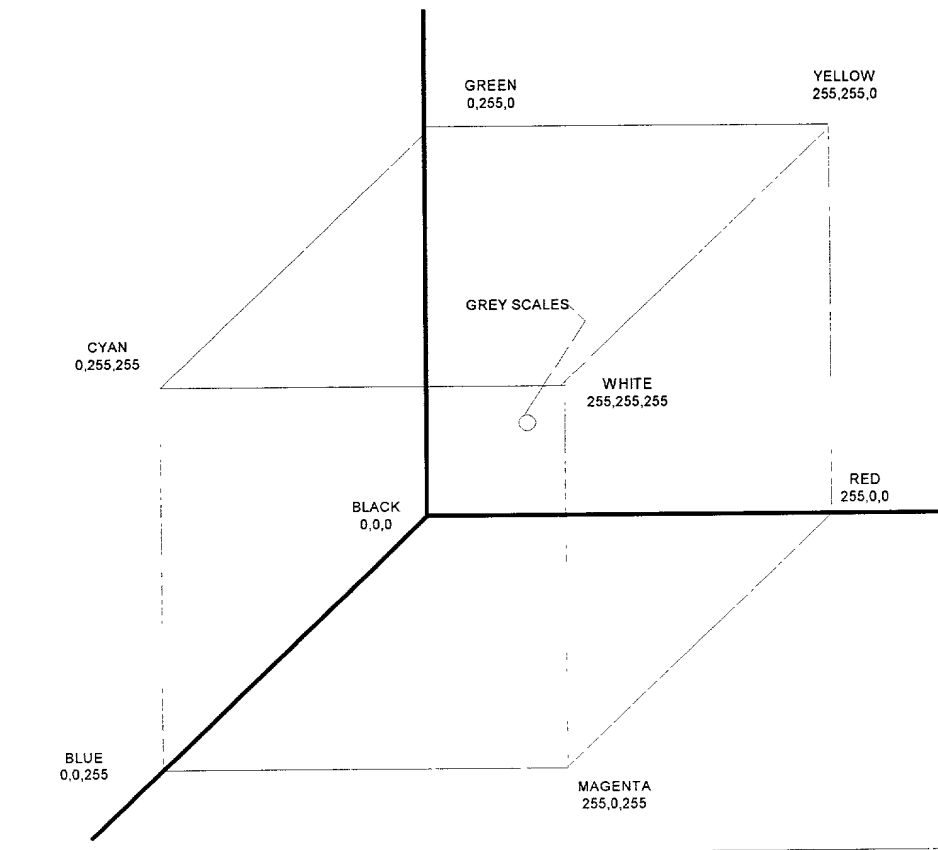 GREEN
0,255,0
YELLOW
255,255,0
GREY SCALES
CYAN
0,255,255
WHITE
255,255,255
BLACK
0,0,0
RED
255,0,0
BLUE
0,0,255
MAGENTA
255,0,255